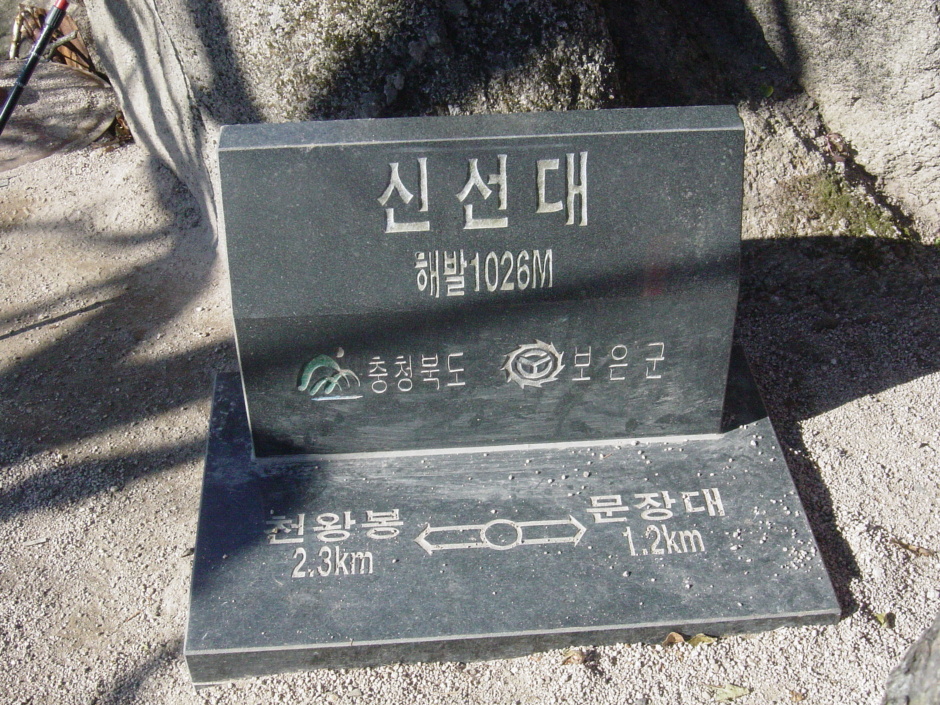 신선대
해발1026M
충청북도 보은군
천왕봉 문장대
2.3km 1.2km